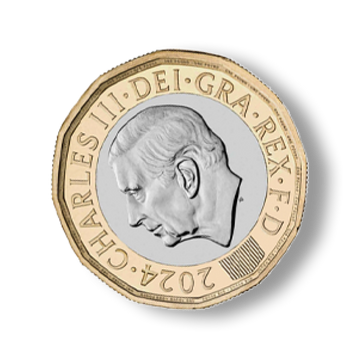 CHARLES III · DEI · GRA · REX · F · D · 2024 ·